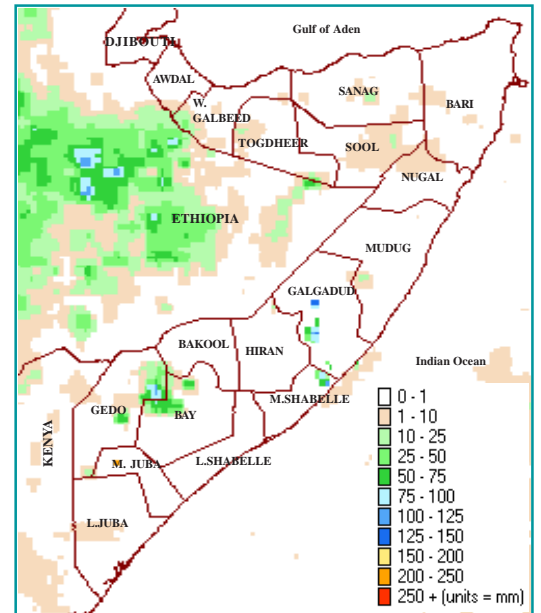 Gulf of Aden
DJIBOUTI
AWDAL
SANAG
BARI
W.
GALBEED
TOGDHEER
SOOL
NUGAL
ETHIOPIA
MUDUG
GALGADUD
BAKOOL
HIRAN
Indian Ocean
GEDO
BAY
M.SHABELLE
KENYA
M. JUBA
L.SHABELLE
L.JUBA
0 - 1
1 - 10
10 - 25
25 - 50
50 - 75
75 - 100
100 - 125
125 - 150
150 - 200
200 - 250
250 + (units = mm)